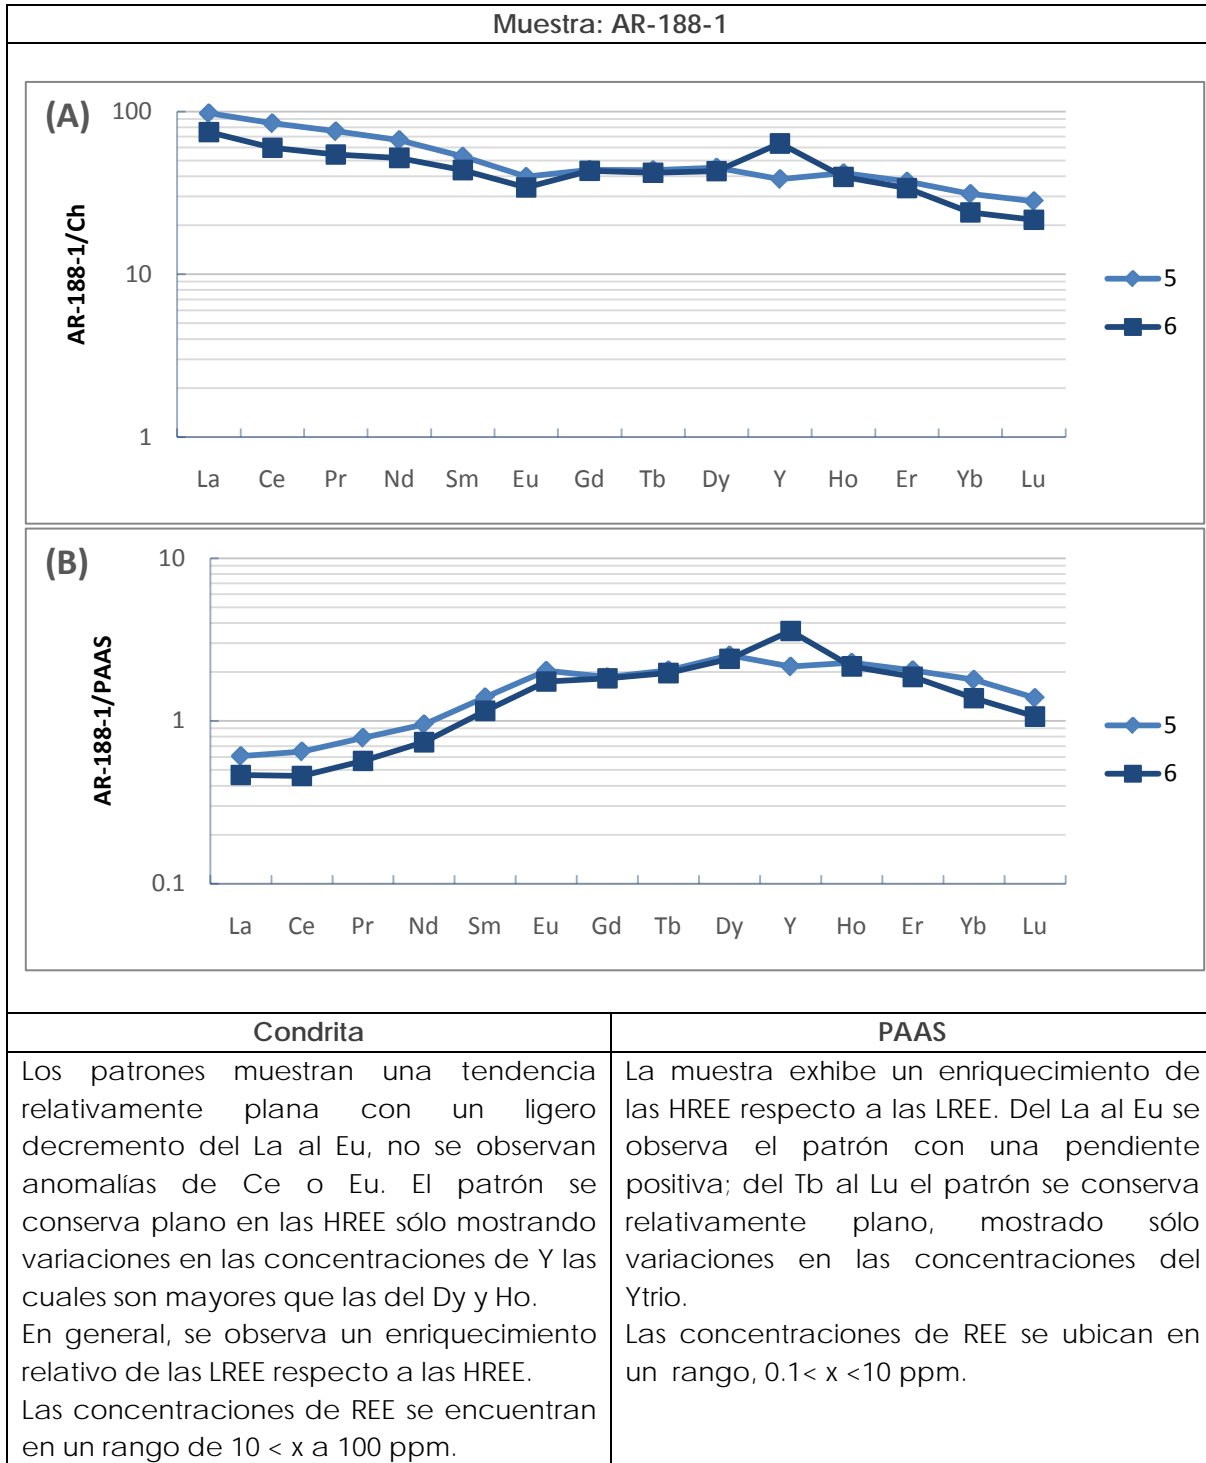 Muestra: AR-188-1
(A)
100
10
1
AR-188-1/Ch
La Ce Pr Nd Sm Eu Gd Tb Dy Y Ho Er Yb Lu
5
6
(B)
10
1
0.1
AR-188-1/PAAS
La Ce Pr Nd Sm Eu Gd Tb Dy Y Ho Er Yb Lu
5
6
Condrita
Los patrones muestran una tendencia
relativamente plana con un ligero
decremento del La al Eu, no se observan
anomalías de Ce o Eu. El patrón se
conserva plano en las HREE sólo mostrando
variaciones en las concentraciones de Y las
cuales son mayores que las del Dy y Ho.
En general, se observa un enriquecimiento
relativo de las LREE respecto a las HREE.
Las concentraciones de REE se encuentran
en un rango de 10 < x a 100 ppm.
PAAS
La muestra exhibe un enriquecimiento de
las HREE respecto a las LREE. Del La al Eu se
observa el patrón con una pendiente
positiva; del Tb al Lu el patrón se conserva
relativamente plano, mostrado sólo
variaciones en las concentraciones del
Ytrio.
Las concentraciones de REE se ubican en
un rango, 0.1< x <10 ppm.